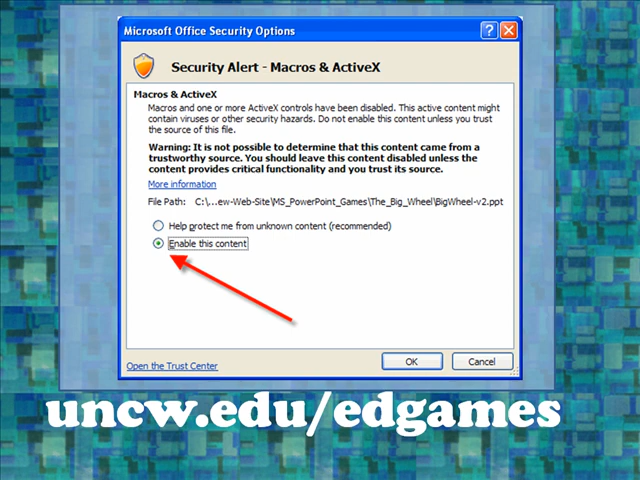 Microsoft Office Security Options
Security Alert - Macros & ActiveX
Macros & ActiveX
Macros and one or more ActiveX controls have been disabled. This active content might
contain viruses or other security hazards. Do not enable this content unless you trust
the source of this file.
Warning: It is not possible to determine that this content came from a
trustworthy source. You should leave this content disabled unless the
content provides critical functionality and you trust its source.
More information
File Path: C:\...ew-Web-Site\MS_PowerPoint_Games\The_Big_Wheel\BigWheel-v2.ppt
Help protect me from unknown content (recommended)
Enable this content
Open the Trust Center
OK
Cancel
uncw.edu/edgames